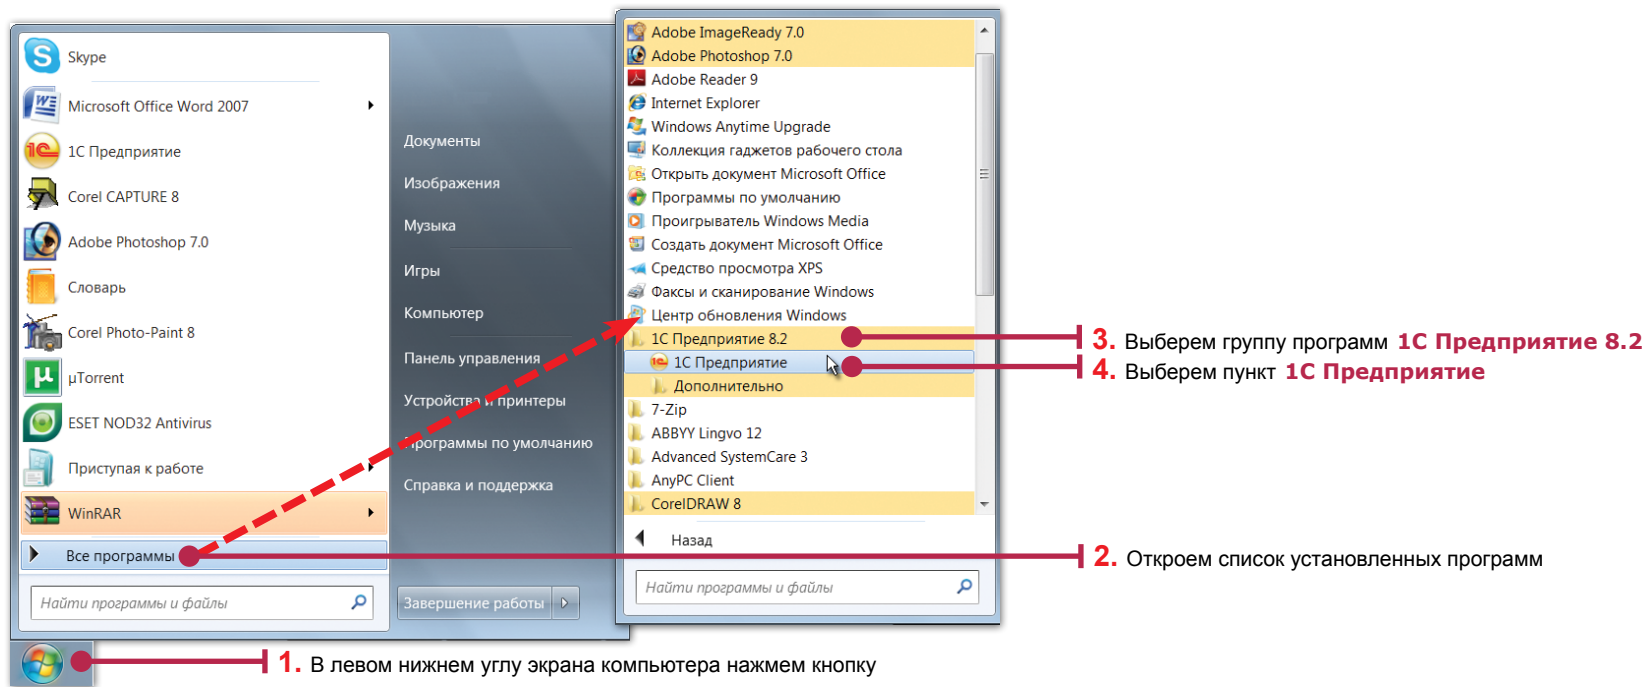 Skype
Microsoft Office Word 2007
1С Предприятие
Corel CAPTURE 8
Adobe Photoshop 7.0
Словарь
Corel Photo-Paint 8
µTorrent
ESET NOD32 Antivirus
Приступая к работе
WinRAR
Все программы
Найти программы и файлы
Документы
Изображения
Музыка
Игры
Компьютер
Панель управления
Устройства и принтеры
Программы по умолчанию
Справка и поддержка
Завершение работы
Adobe ImageReady 7.0
Adobe Photoshop 7.0
Adobe Reader 9
Internet Explorer
Windows Anytime Upgrade
Коллекция гаджетов рабочего стола
Открыть документ Microsoft Office
Программы по умолчанию
Проигрыватель Windows Media
Создать документ Microsoft Office
Средство просмотра XPS
Факсы и сканирование Windows
Центр обновления Windows
1С Предприятие 8.2
1С Предприятие
Дополнительно
7-Zip
ABBYY Lingvo 12
Advanced SystemCare 3
AnyPC Client
CorelDRAW 8
Назад
Найти программы и файлы
3. Выберем группу программ 1С Предприятие 8.2
4. Выберем пункт 1С Предприятие
2. Откроем список установленных программ
1. В левом нижнем углу экрана компьютера нажмем кнопку